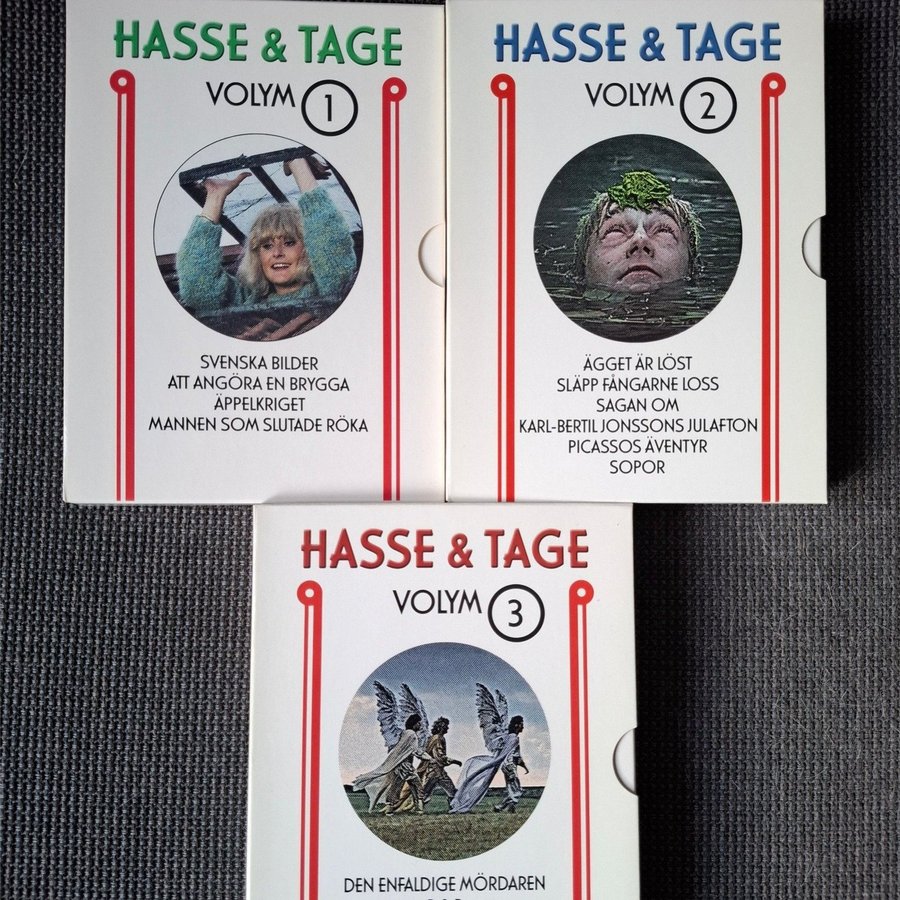 HASSE & TAGE
VOLYM 1
SVENSKA BILDER
ATT ANGÖRA EN BRYGGA
ÄPPELKRIGET
MANNEN SOM SLUTADE RÖKA
HASSE & TAGE
VOLYM 2
ÄGGET ÄR LÖST
SLÄPP FÅNGARNE LOSS
SAGAN OM
KARL-BERTIL JONSSONS JULAFTON
PICASSOS ÄVENTYR
SOPOR
HASSE & TAGE
VOLYM 3
DEN ENFALDIGE MÖRDAREN